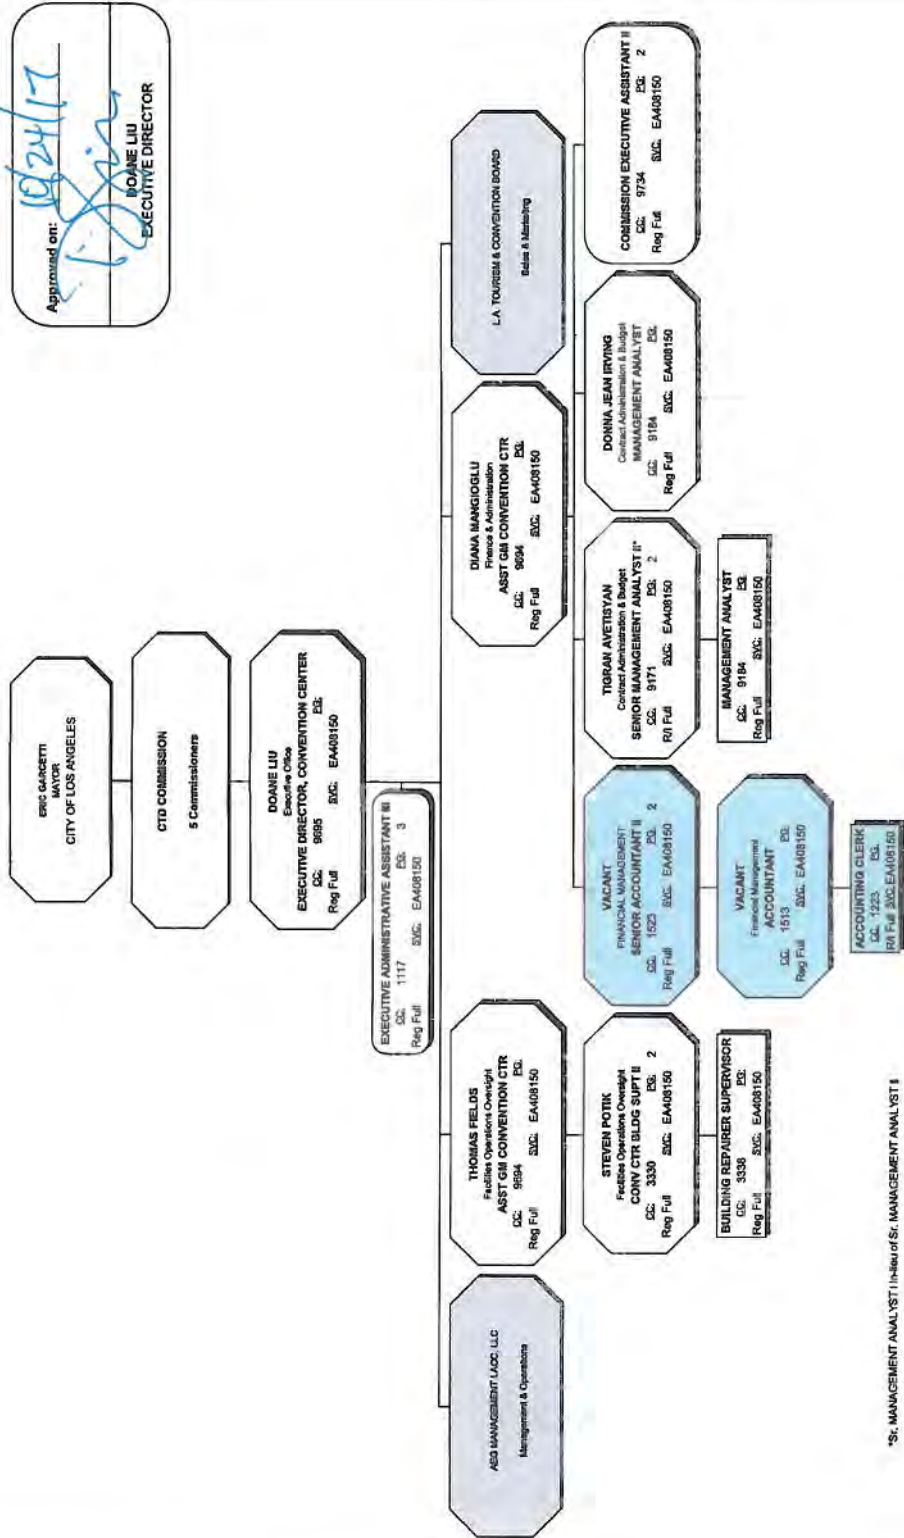 Approved on: 10/24/17
DOANE LIU
EXECUTIVE DIRECTOR
ERIC GARCETTI
MAYOR
CITY OF LOS ANGELES
CTD COMMISSION
5 Commissioners
DOANE LIU
Executive Office
EXECUTIVE DIRECTOR, CONVENTION CENTER
CC: 9695 PG:
Reg Full SVC: EA408150
EXECUTIVE ADMINISTRATIVE ASSISTANT III
CC: 1117 PG: 3
Reg Full SVC: EA408150
AEG MANAGEMENT LACC, LLC
Management & Operations
THOMAS FIELDS
Facilities Operations Oversight
ASST GM CONVENTION CTR
CC: 9694 PG:
Reg Full SVC: EA408150
DIANA MANGIOGLU
Finance & Administration
ASST GM CONVENTION CTR
CC: 9694 PG:
Reg Full SVC: EA408150
L.A. TOURISM & CONVENTION BOARD
Sales & Marketing
STEVEN POTIK
Facilities Operations Oversight
CONV CTR BLDG SUPT II
CC: 3330 PG: 2
Reg Full SVC: EA408150
VACANT
FINANCIAL MANAGEMENT
SENIOR ACCOUNTANT II
CC: 1523 PG: 2
Reg Full SVC: EA408150
TIGRAN AVETISYAN
Contract Administration & Budget
SENIOR MANAGEMENT ANALYST II*
CC: 9171 PG: 2
R/I Full SVC: EA408150
DONNA JEAN IRVING
Contract Administration & Budget
MANAGEMENT ANALYST
CC: 9184 PG:
Reg Full SVC: EA408150
COMMISSION EXECUTIVE ASSISTANT II
CC: 9734 PG: 2
Reg Full SVC: EA408150
BUILDING REPAIRER SUPERVISOR
CC: 3338 PG:
Reg Full SVC: EA408150
VACANT
Financial Management
ACCOUNTANT
CC: 1513 PG:
Reg Full SVC: EA408150
MANAGEMENT ANALYST
CC: 9184 PG:
Reg Full SVC: EA408150
ACCOUNTING CLERK
CC: 1223 PG:
R/I Full SVC: EA408150
*Sr. MANAGEMENT ANALYST I in-lieu of Sr. MANAGEMENT ANALYST II